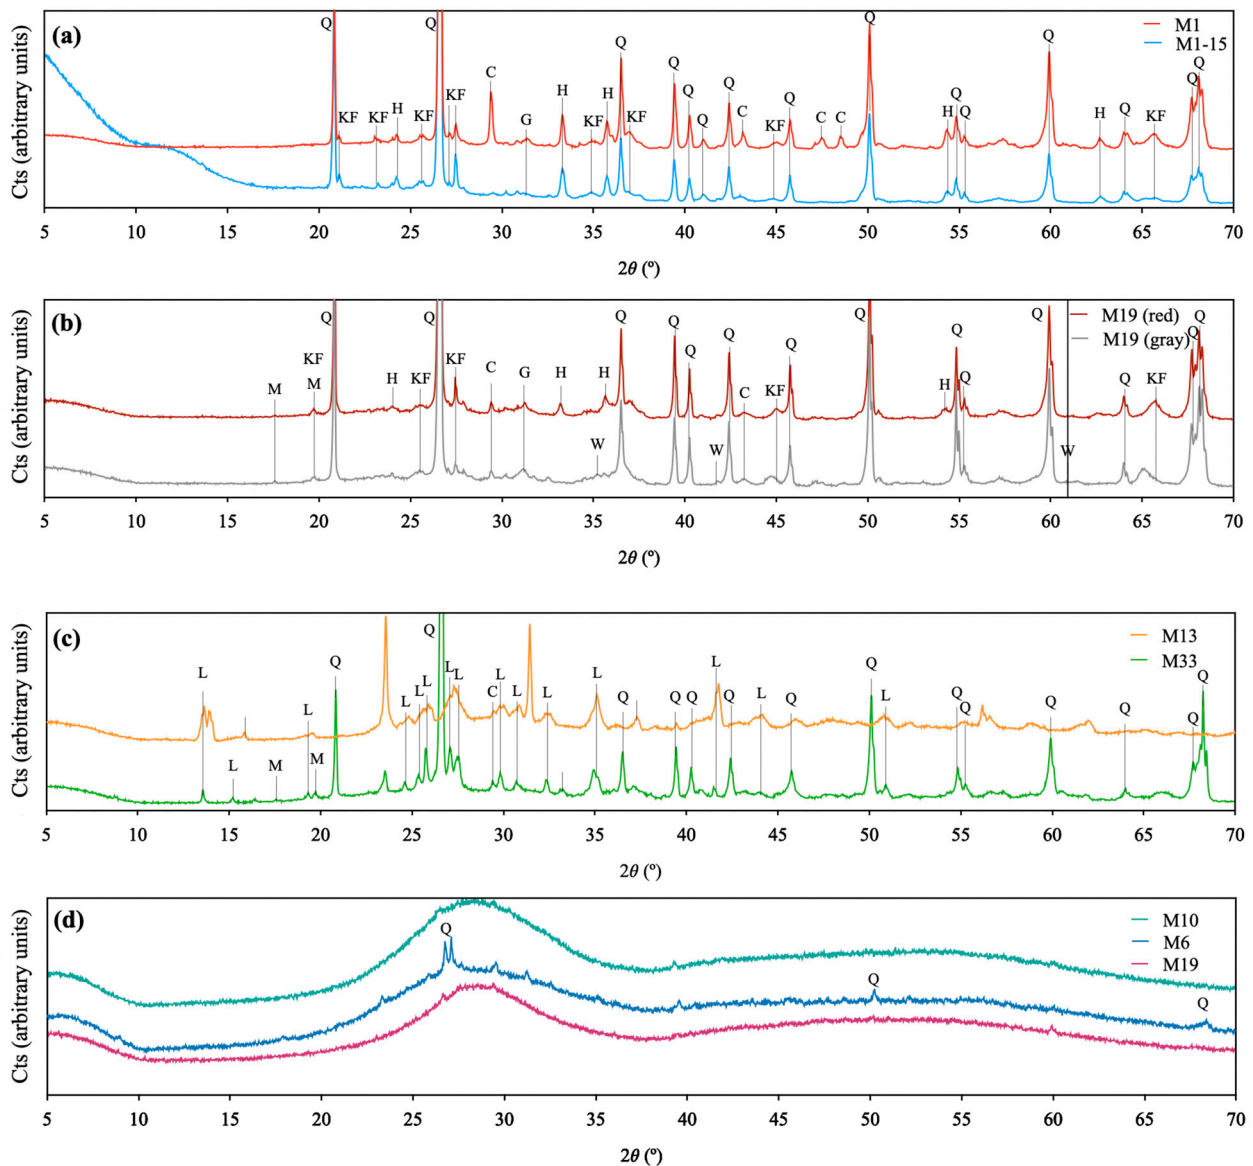 (a)
Cts (arbitrary units)
Q Q Q Q Q Q Q Q Q Q Q Q Q Q
KF KF H KF KF C G H KF H KF C KF C C H H KF
M1
M1-15
5 10 15 20 25 30 35 40 45 50 55 60 65 70
2θ (º)
(b)
Cts (arbitrary units)
Q Q Q Q Q Q Q Q Q Q Q Q Q Q
M KF M H KF KF C G H H C KF H KF
W W W
M19 (red)
M19 (gray)
5 10 15 20 25 30 35 40 45 50 55 60 65 70
2θ (º)
(c)
Cts (arbitrary units)
L L M L M Q L L L Q L L C L L L L Q Q Q L Q L Q Q L Q Q Q Q Q Q
M13
M33
5 10 15 20 25 30 35 40 45 50 55 60 65 70
2θ (º)
(d)
Cts (arbitrary units)
Q Q Q
M10
M6
M19
5 10 15 20 25 30 35 40 45 50 55 60 65 70
2θ (º)